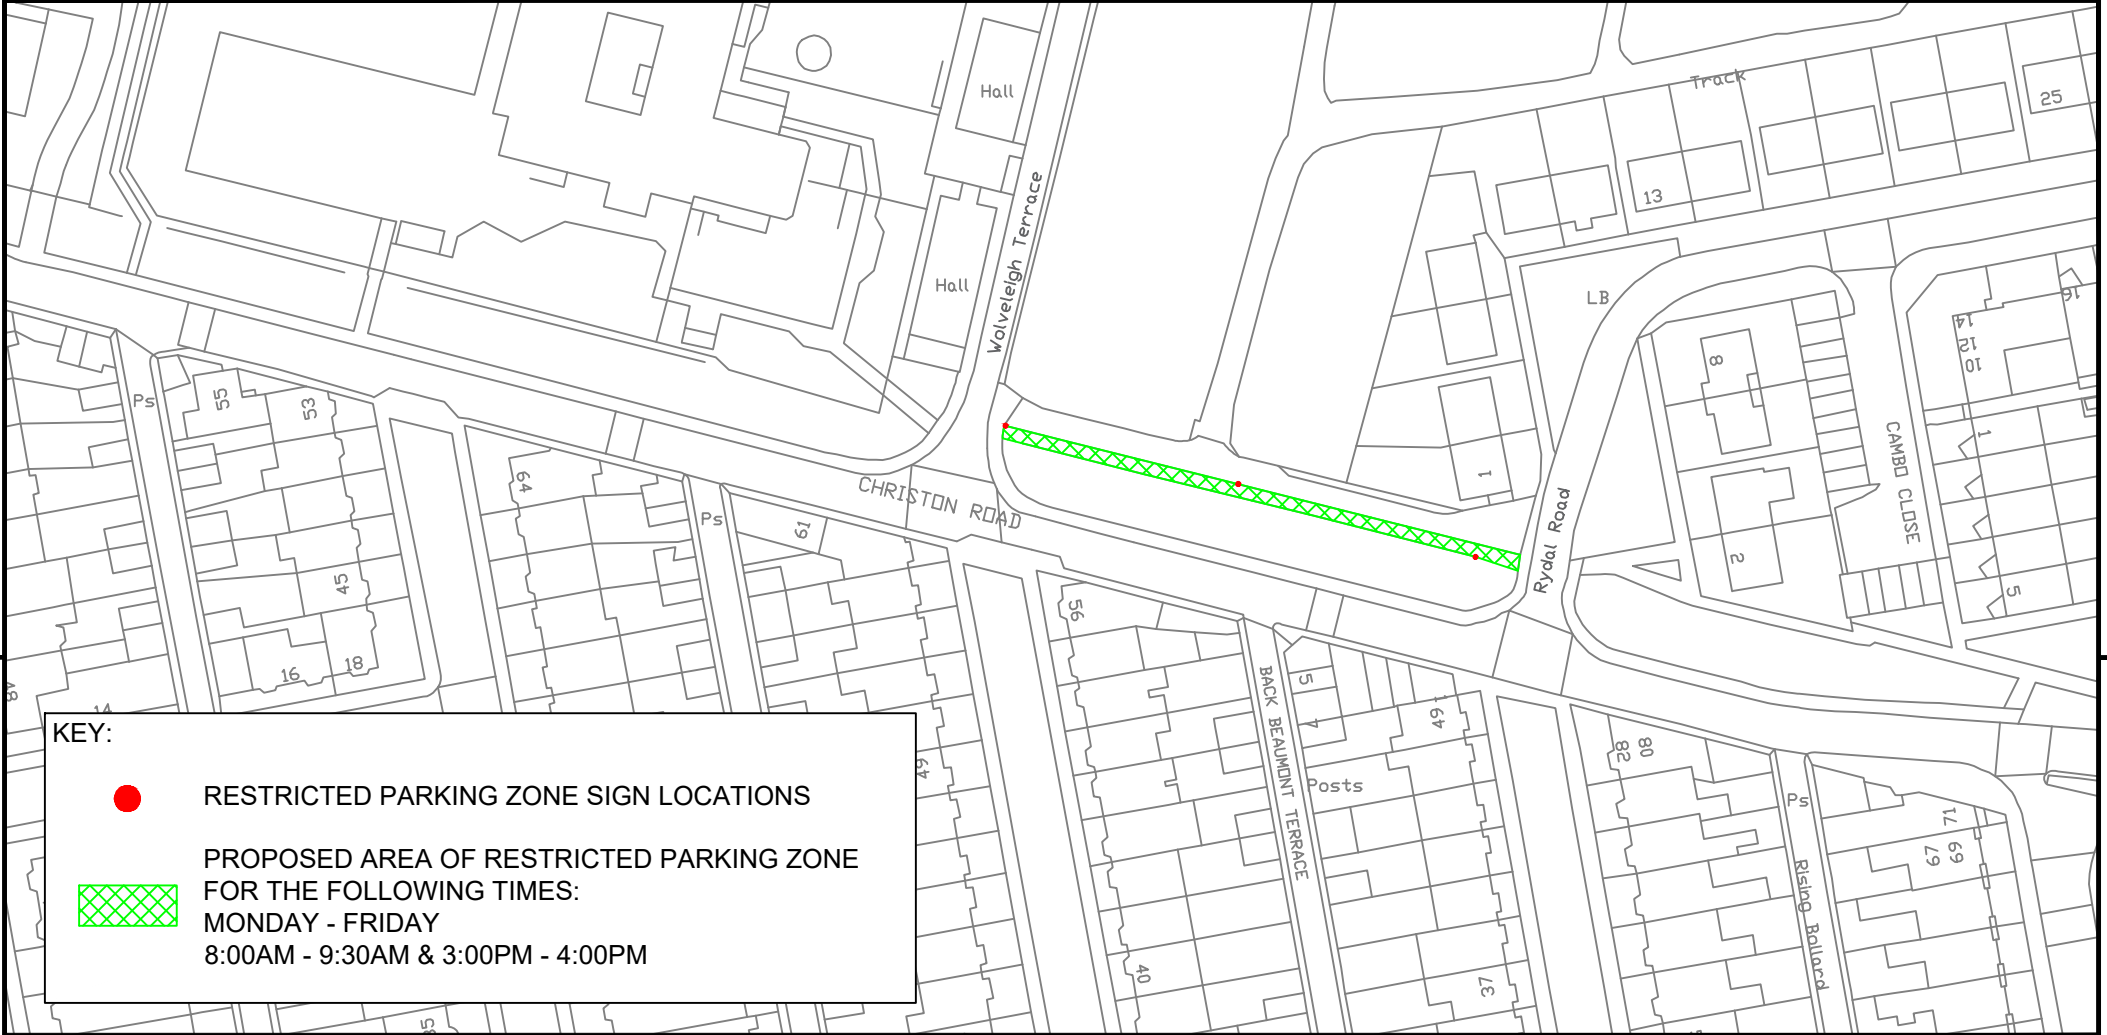 Hall
Track
25
13
Wolveleigh Terrace
Hall
LB
16
14
12
10
8
55
53
Ps
1
CAMBO CLOSE
1
64
CHRISTON ROAD
Ps
61
Rydal Road
2
5
45
56
16
18
14
BACK BEAUMONT TERRACE
5
7
194
82
80
49
Posts
Ps
71
69
67
Rising Bollard
40
37
KEY:
RESTRICTED PARKING ZONE SIGN LOCATIONS
PROPOSED AREA OF RESTRICTED PARKING ZONE
FOR THE FOLLOWING TIMES:
MONDAY - FRIDAY
8:00AM - 9:30AM & 3:00PM - 4:00PM